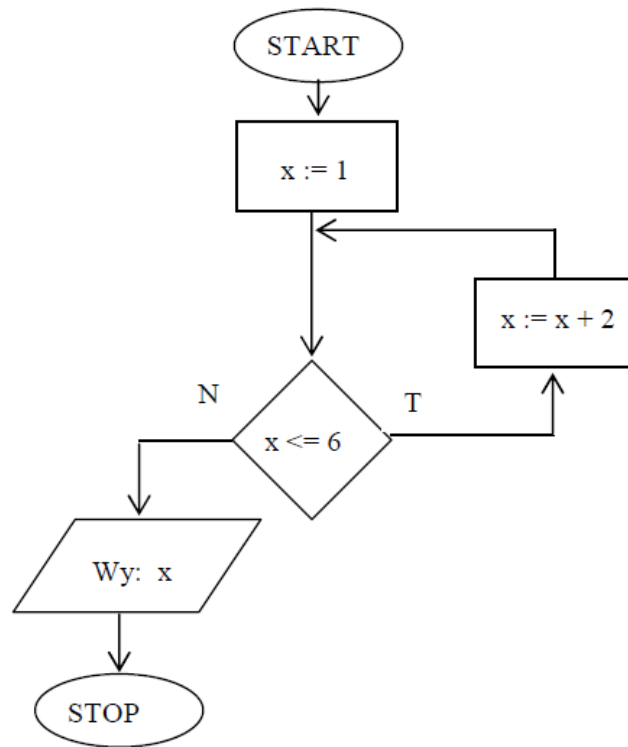 START
x := 1
x := x + 2
N
T
x <= 6
Wy: x
STOP